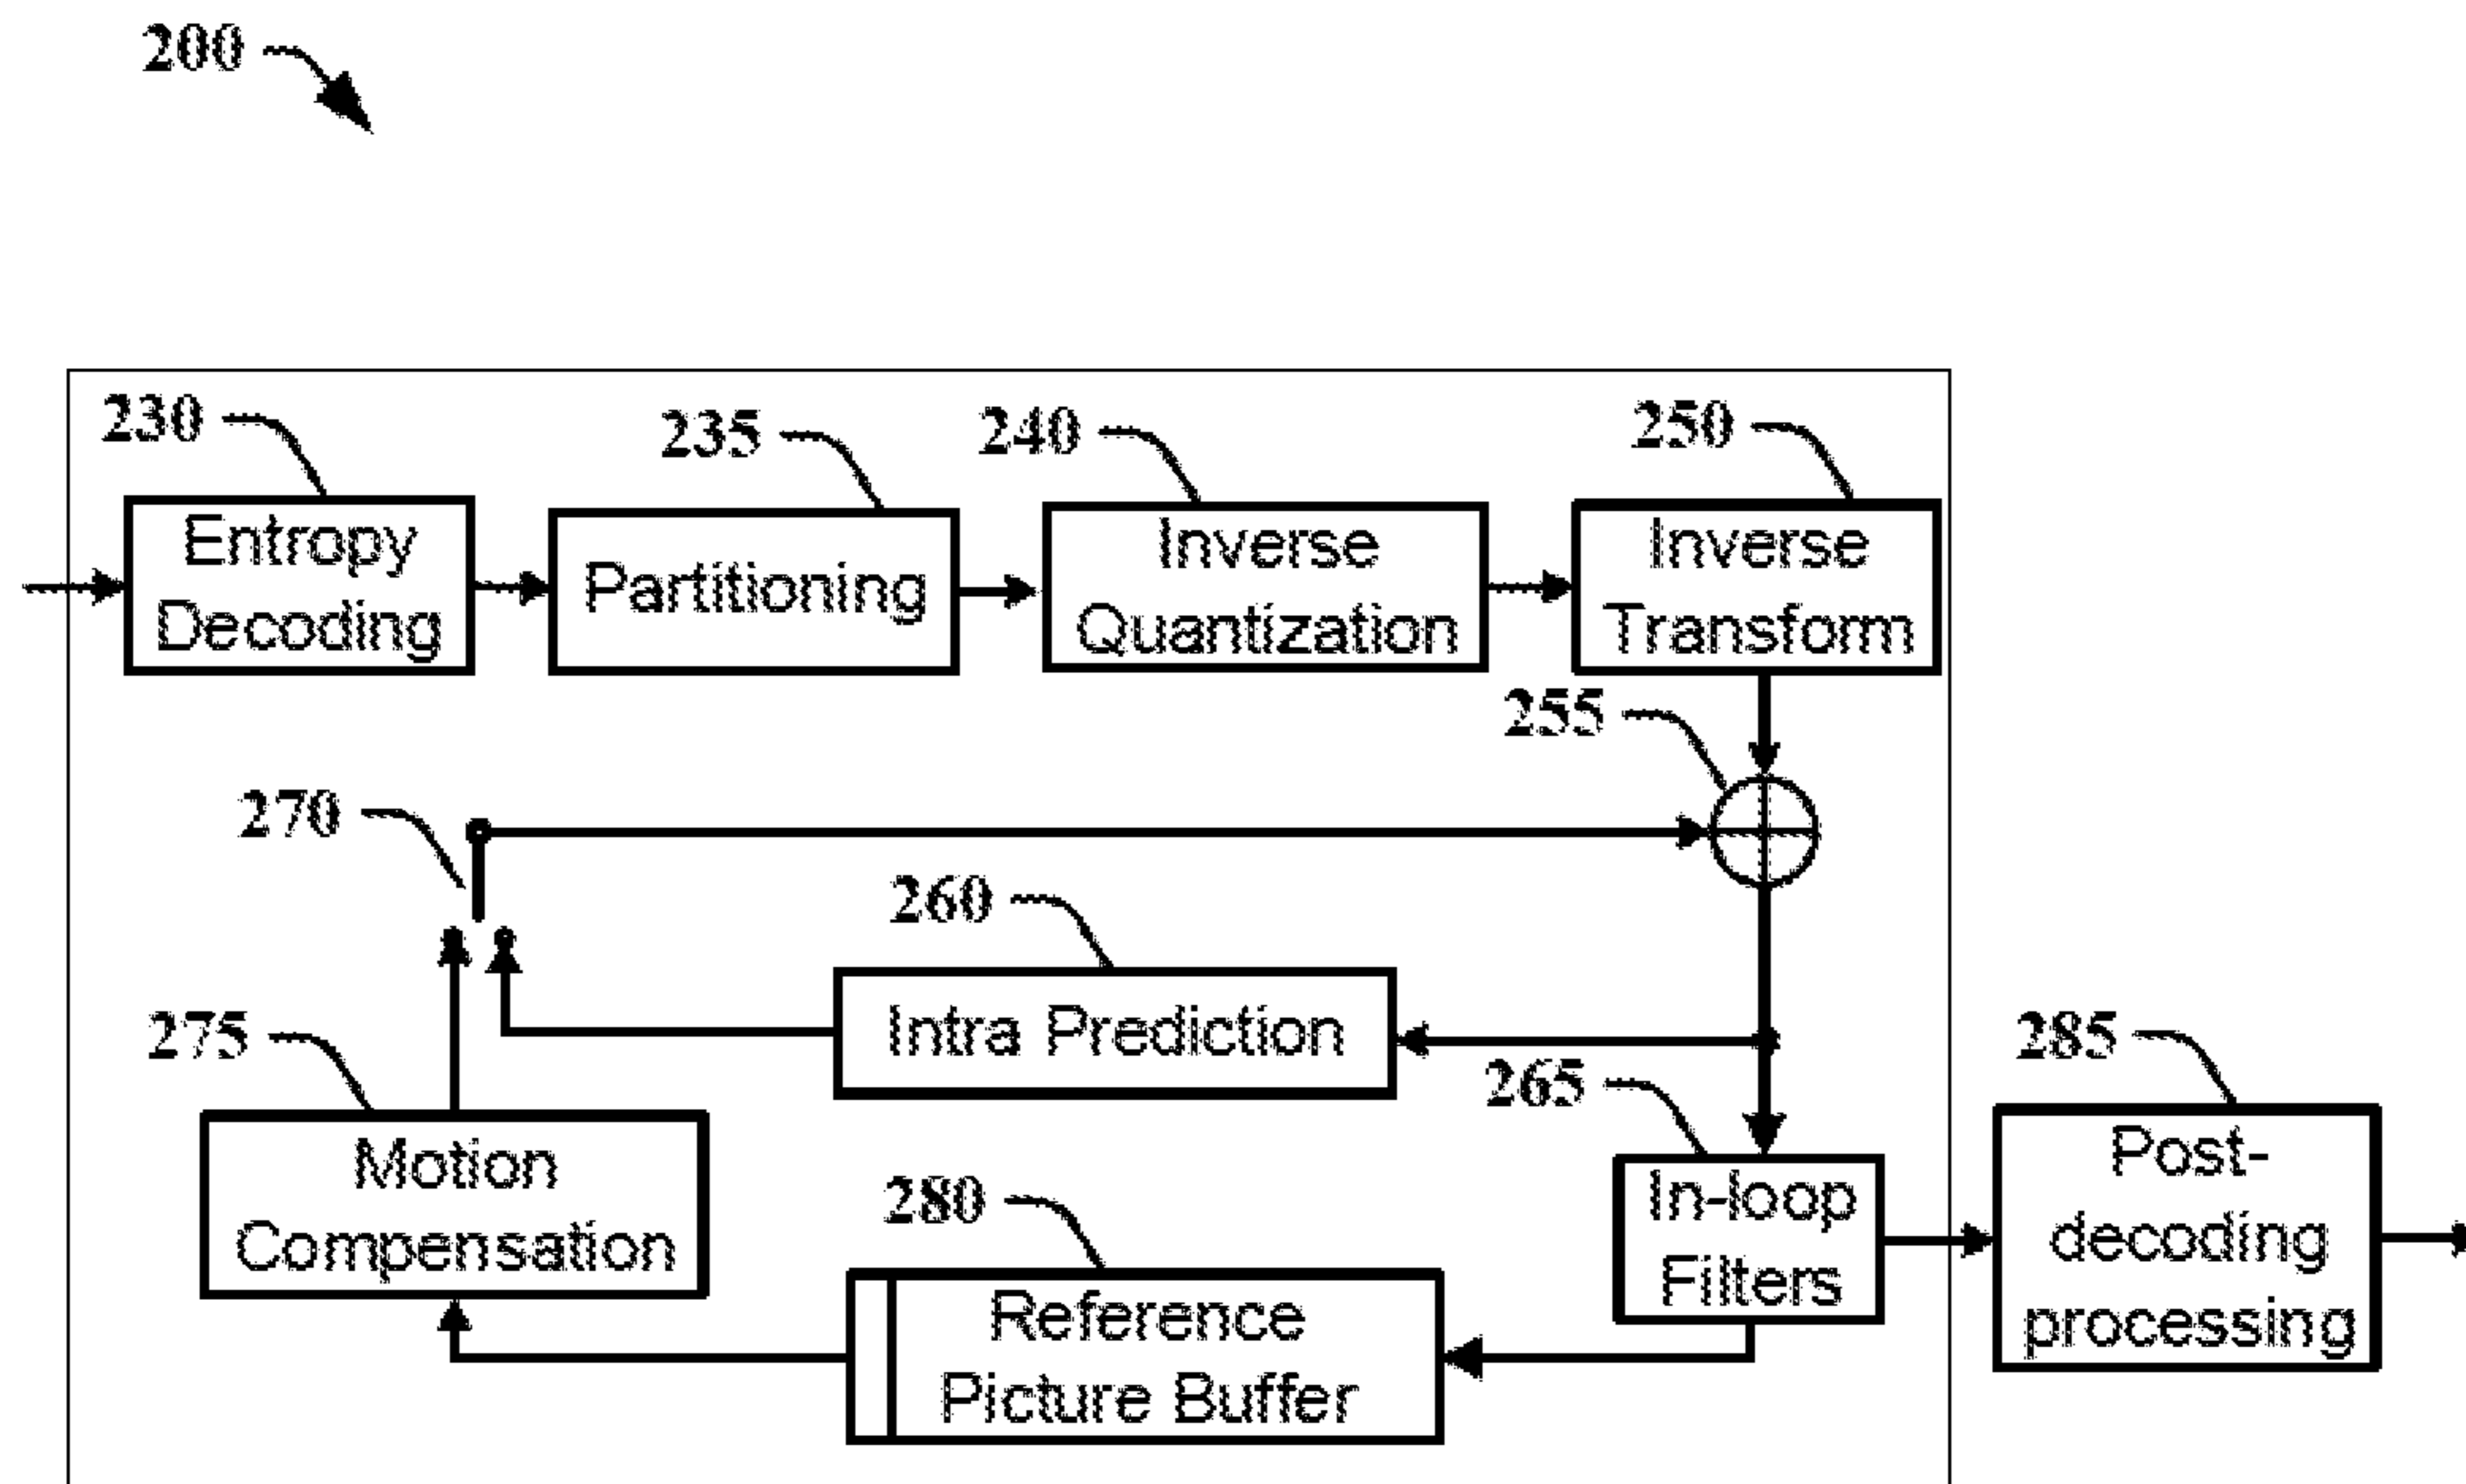 200
230
235
240
250
Entropy
Decoding
Partitioning
Inverse
Quantization
Inverse
Transform
255
270
260
Intra Prediction
275
265
285
Motion
Compensation
280
Reference
Picture Buffer
In-loop
Filters
Post-
decoding
processing